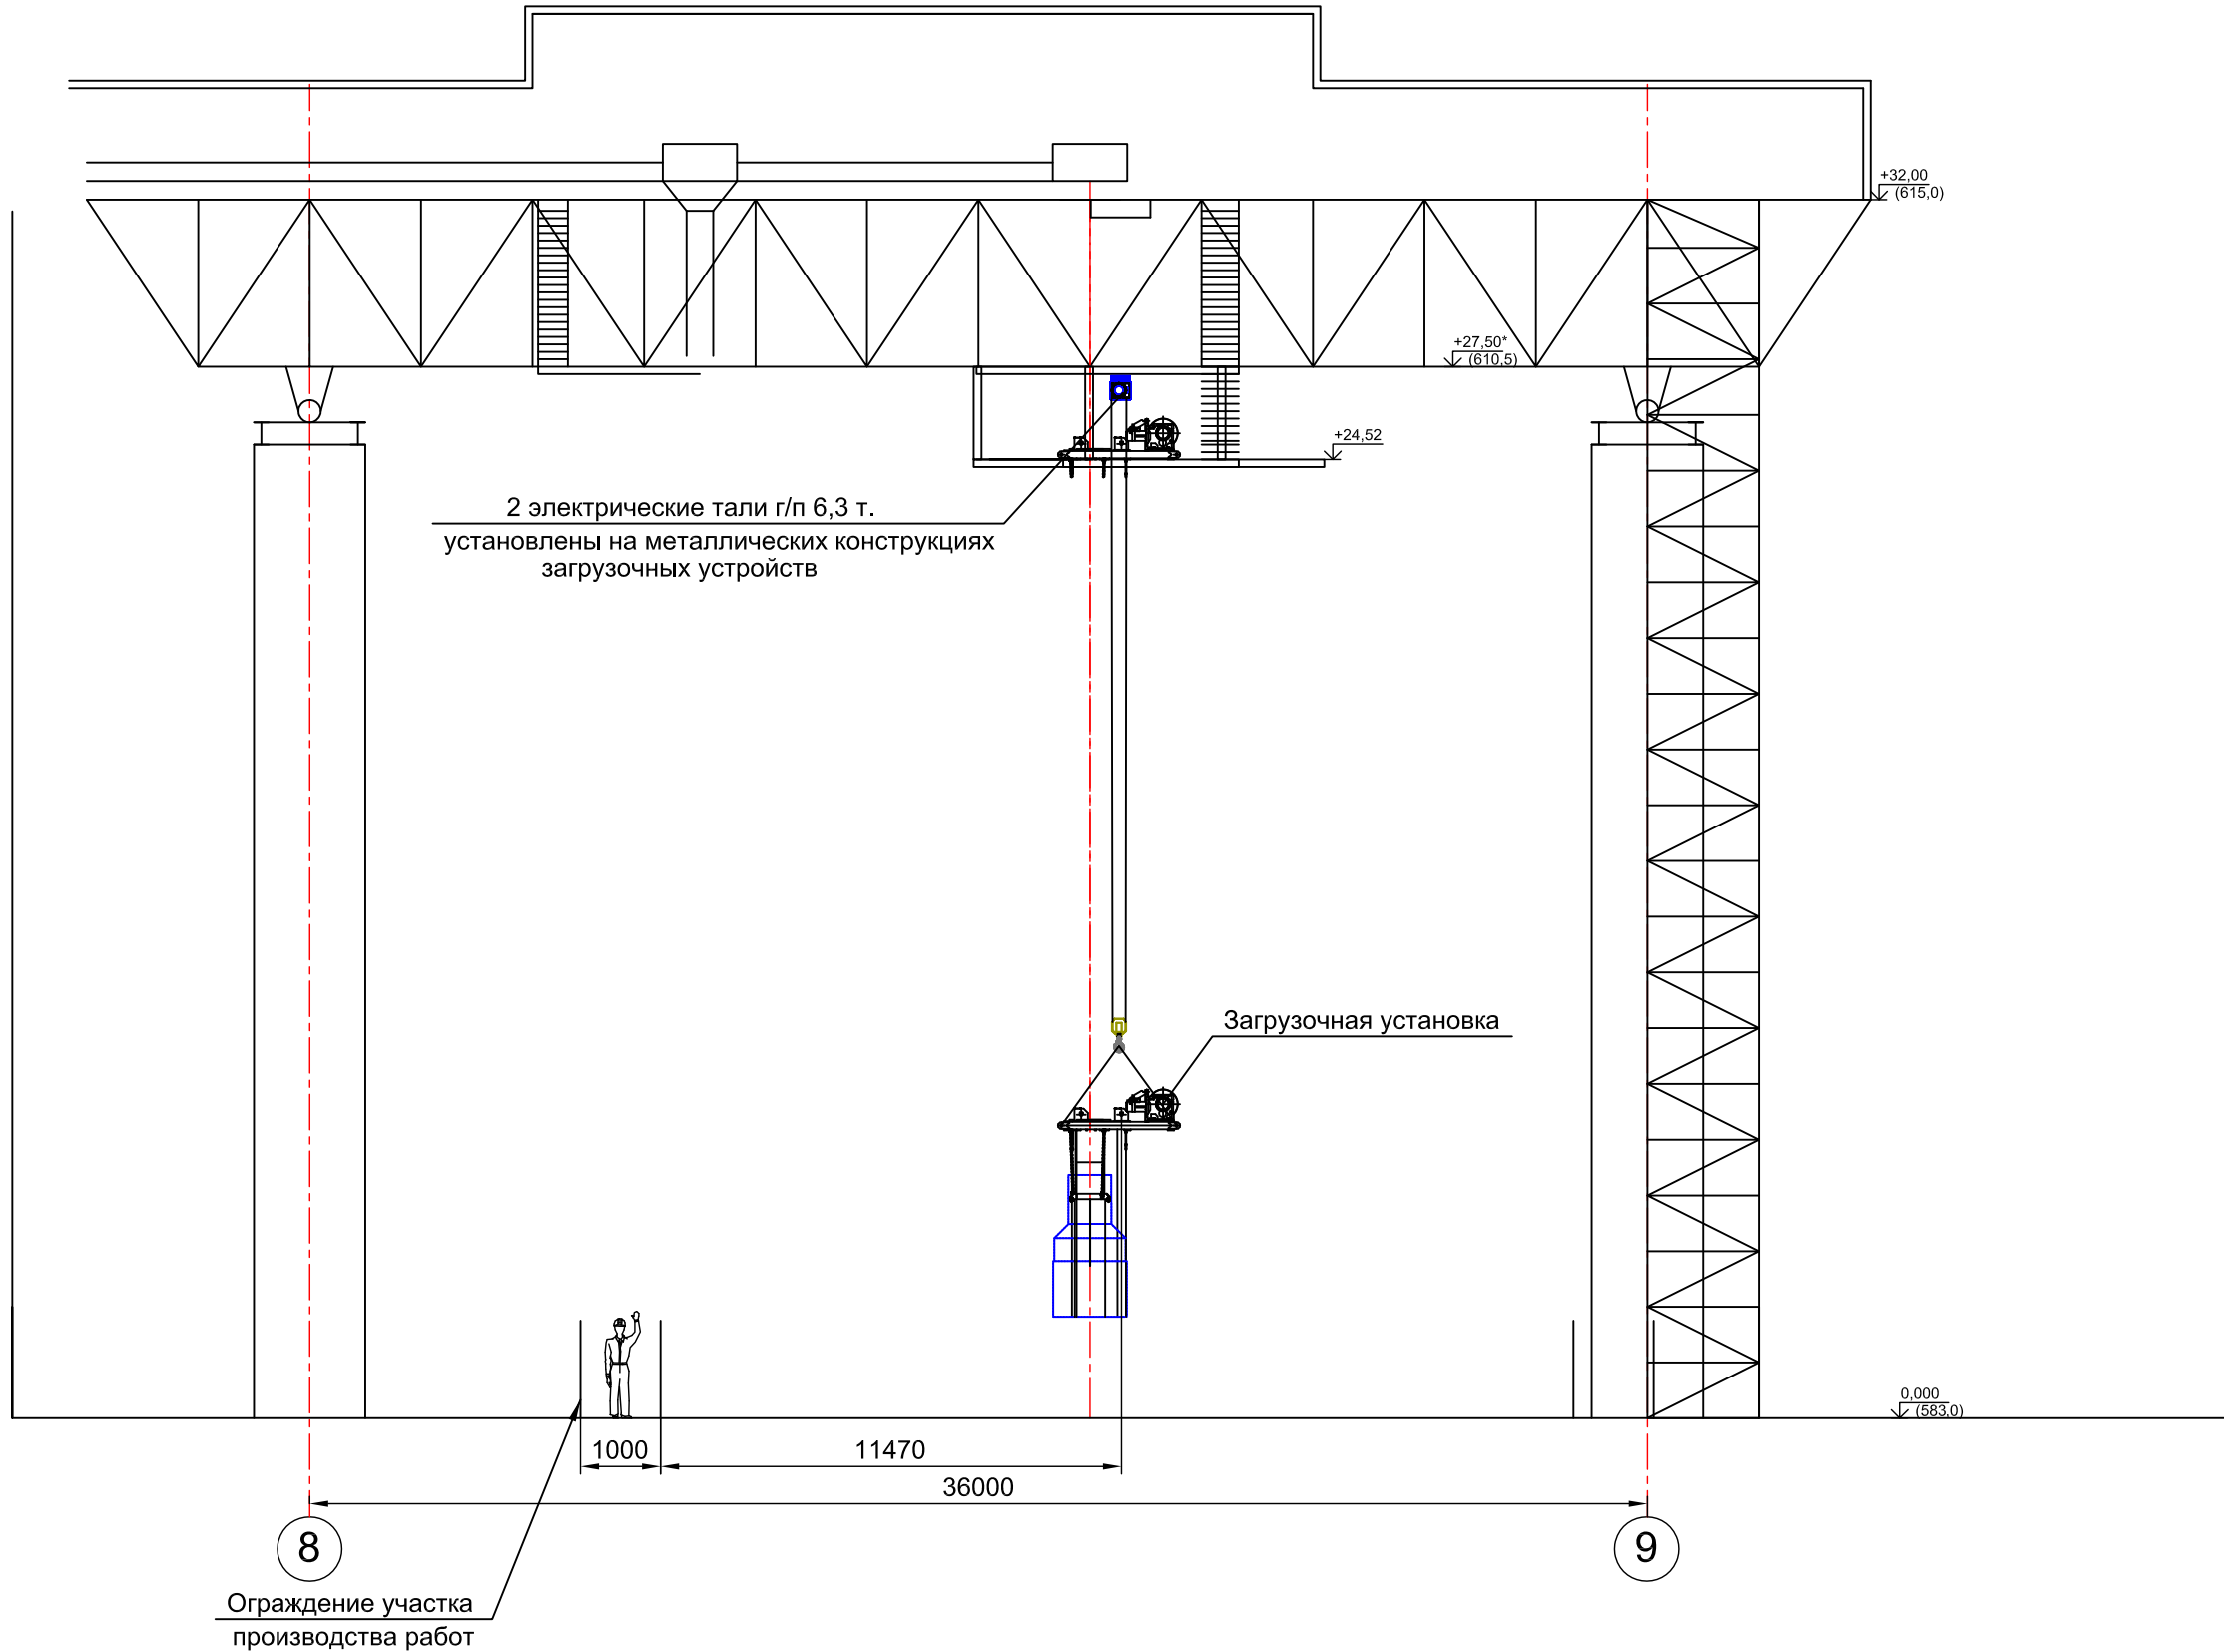 +32,00
(615,0)
+27,50*
(610,5)
+24,52
2 электрические тали г/п 6,3 т.
установлены на металлических конструкциях
загрузочных устройств
Загрузочная установка
0,000
(583,0)
1000
11470
36000
8
9
Ограждение участка
производства работ